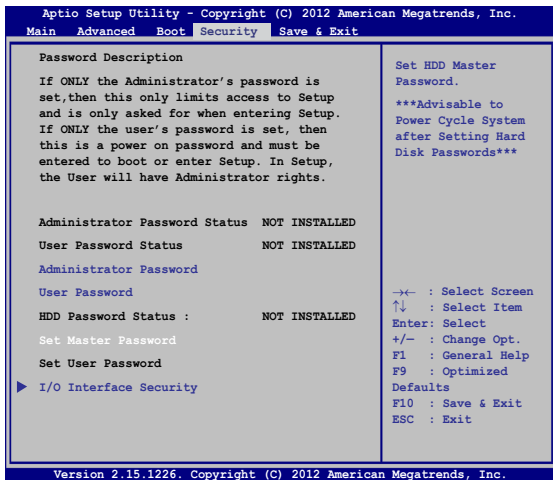 Aptio Setup Utility - Copyright (C) 2012 American Megatrends, Inc.
Main Advanced Boot Security Save & Exit
Password Description
If ONLY the Administrator's password is
set,then this only limits access to Setup
and is only asked for when entering Setup.
If ONLY the user's password is set, then
this is a power on password and must be
entered to boot or enter Setup. In Setup,
the User will have Administrator rights.
Administrator Password Status NOT INSTALLED
User Password Status NOT INSTALLED
Administrator Password
User Password
HDD Password Status : NOT INSTALLED
Set Master Password
Set User Password
I/O Interface Security
Set HDD Master
Password.
***Advisable to
Power Cycle System
after Setting Hard
Disk Passwords***
→← : Select Screen
↑↓ : Select Item
Enter: Select
+/— : Change Opt.
F1 : General Help
F9 : Optimized
Defaults
F10 : Save & Exit
ESC : Exit
Version 2.15.1226. Copyright (C) 2012 American Megatrends, Inc.